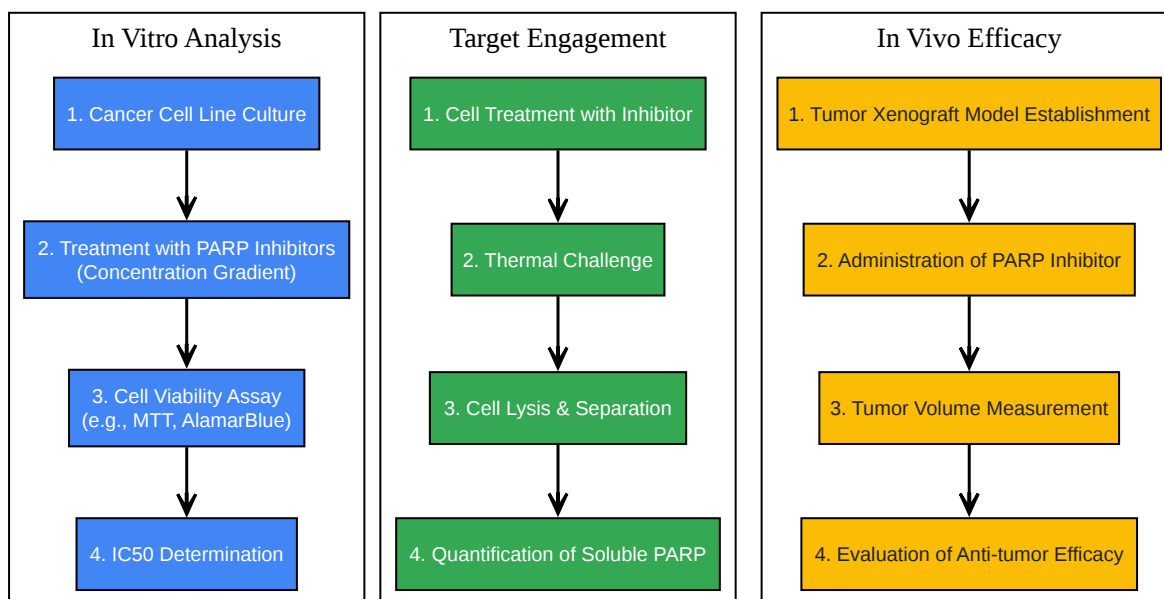 In Vitro Analysis
1. Cancer Cell Line Culture
2. Treatment with PARP Inhibitors
(Concentration Gradient)
3. Cell Viability Assay
(e.g., MTT, AlamarBlue)
4. IC50 Determination
Target Engagement
1. Cell Treatment with Inhibitor
2. Thermal Challenge
3. Cell Lysis & Separation
4. Quantification of Soluble PARP
In Vivo Efficacy
1. Tumor Xenograft Model Establishment
2. Administration of PARP Inhibitor
3. Tumor Volume Measurement
4. Evaluation of Anti-tumor Efficacy